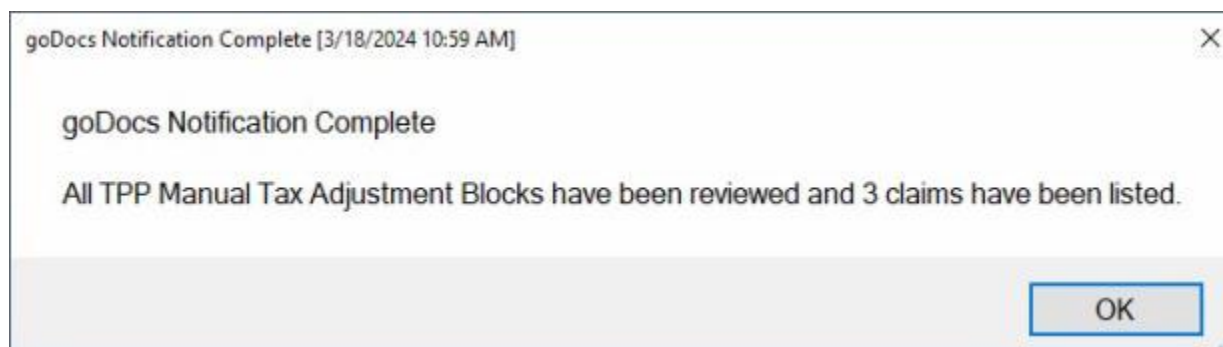 goDocs Notification Complete [3/18/2024 10:59 AM]
goDocs Notification Complete
All TPP Manual Tax Adjustment Blocks have been reviewed and 3 claims have been listed.
OK